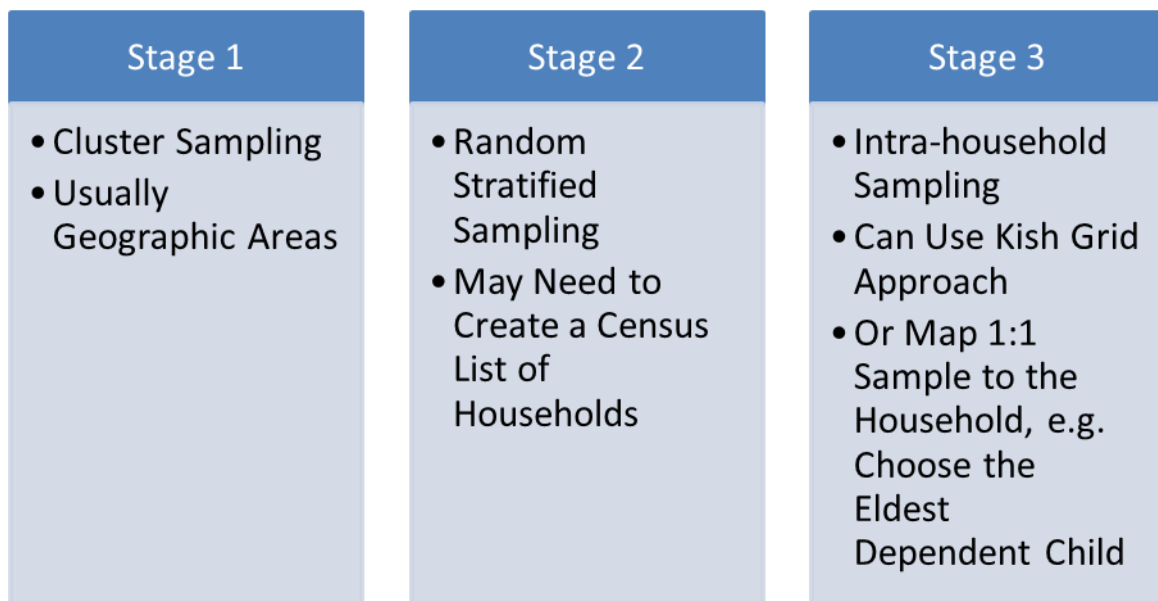 Stage 1
• Cluster Sampling
• Usually
Geographic Areas
Stage 2
• Random
Stratified
Sampling
• May Need to
Create a Census
List of
Households
Stage 3
• Intra-household
Sampling
• Can Use Kish Grid
Approach
• Or Map 1:1
Sample to the
Household, e.g.
Choose the
Eldest
Dependent Child